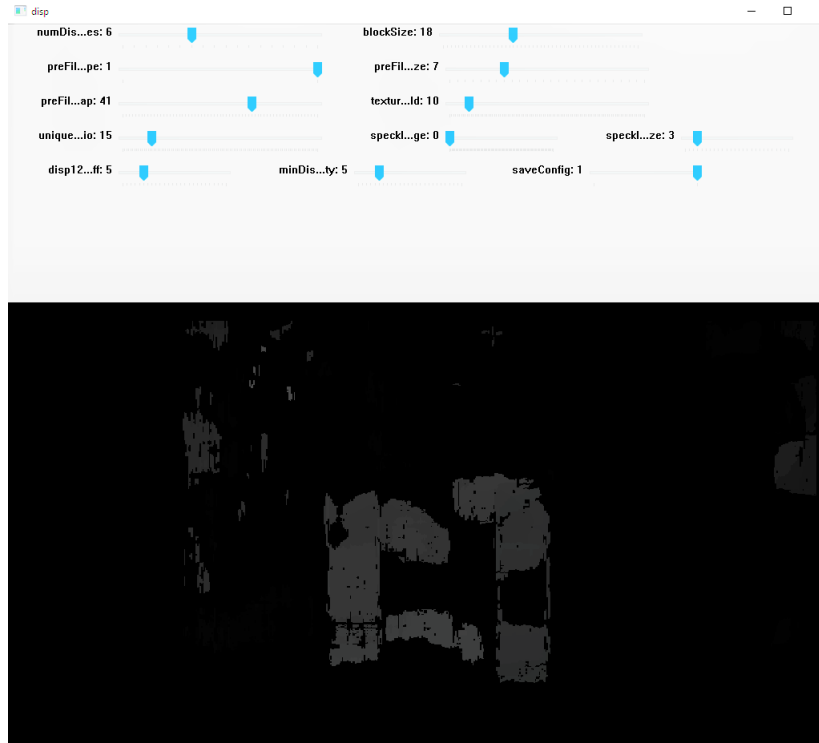 disp
numDis...es: 6 blockSize: 18
preFil...pe: 1 preFil...ze: 7
preFil...ap: 41 textur...ld: 10
unique...io: 15 speckl...ge: 0 speckl...ze: 3
disp12...ff: 5 minDis...ty: 5 saveConfig: 1